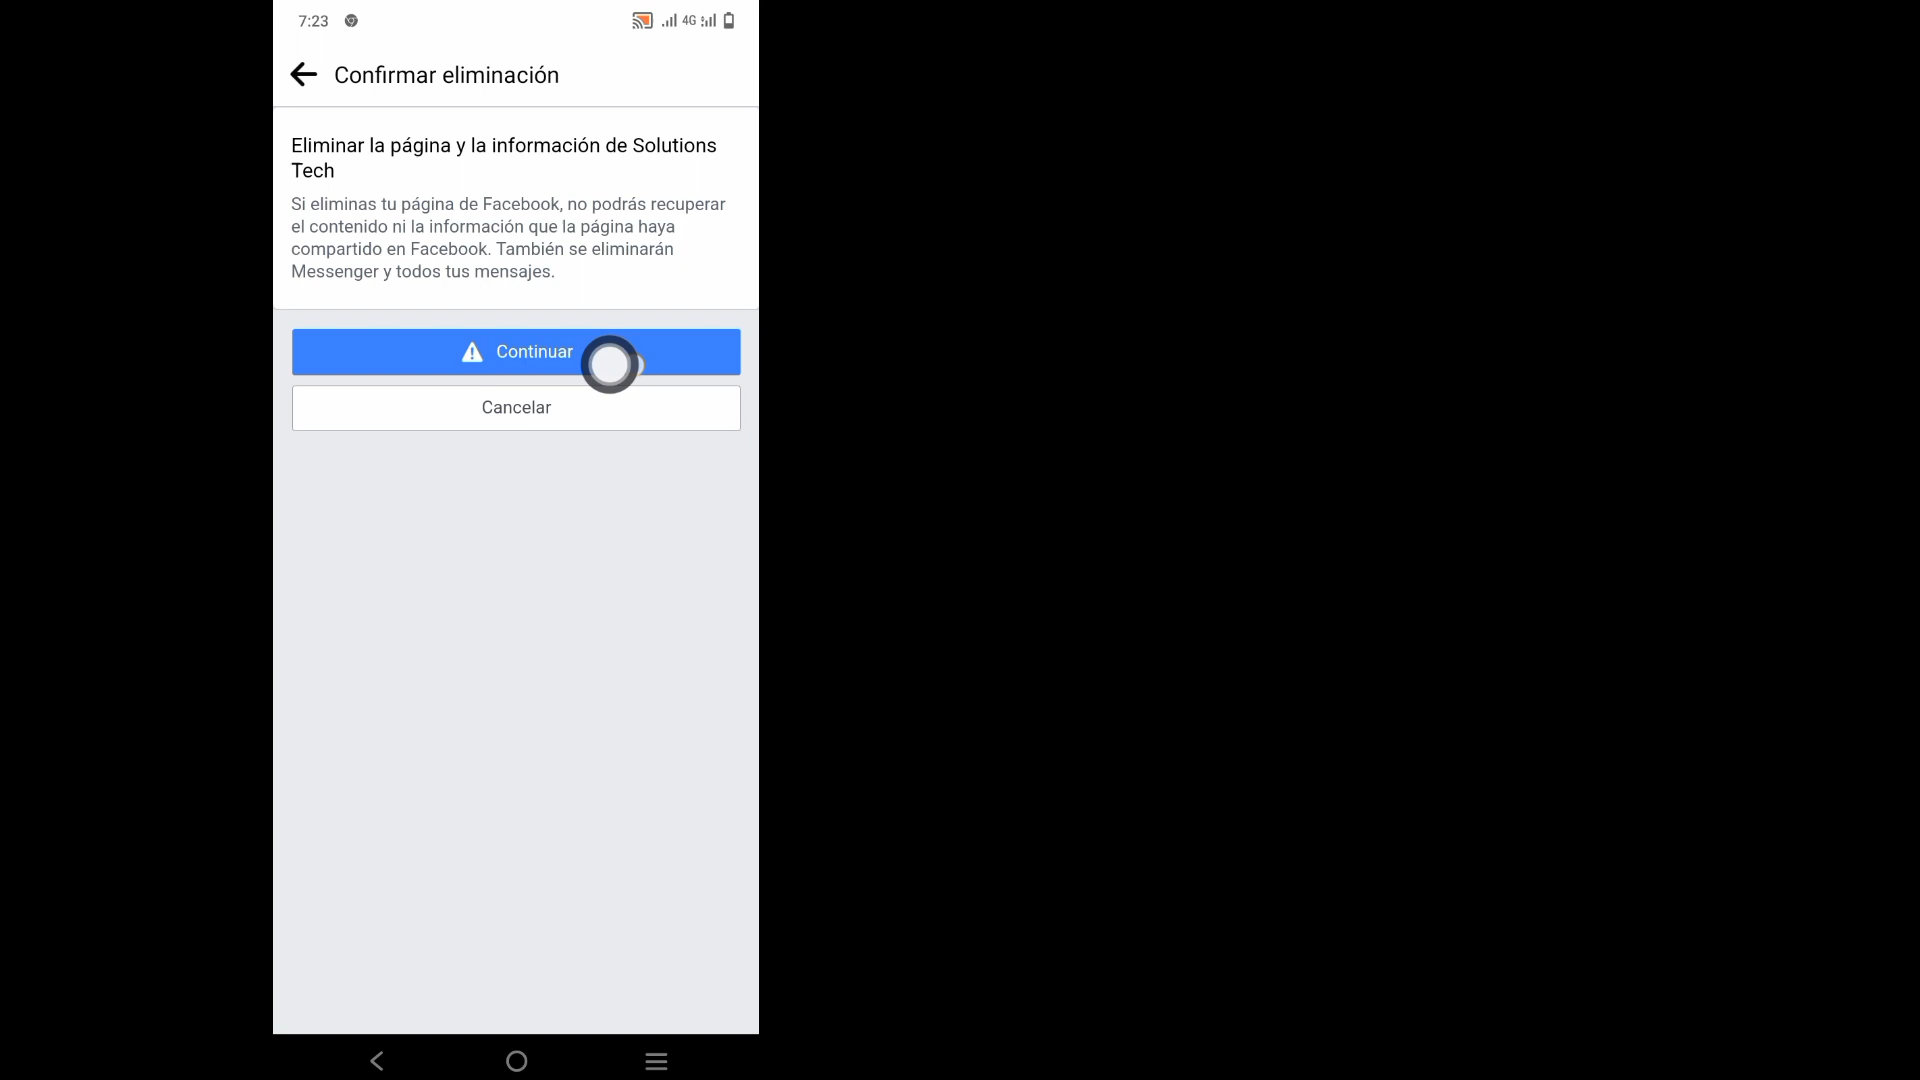 7:23
4G
Confirmar eliminación
Eliminar la página y la información de Solutions
Tech
Si eliminas tu página de Facebook, no podrás recuperar
el contenido ni la información que la página haya
compartido en Facebook. También se eliminarán
Messenger y todos tus mensajes.
Continuar
Cancelar